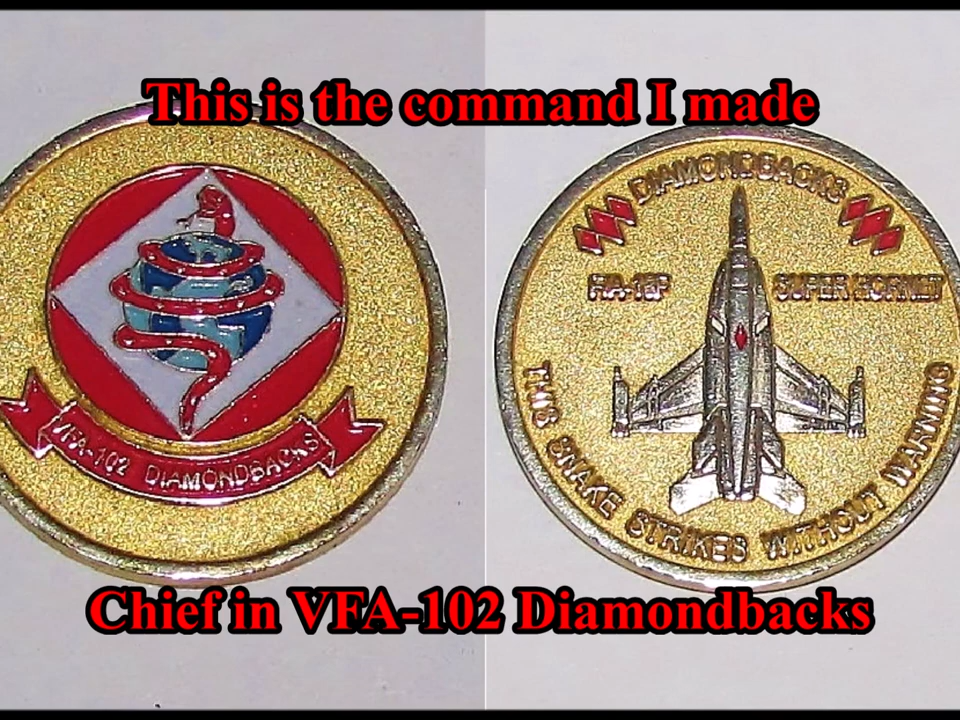 This is the command I made
VFA-102 DIAMONDBACKS
DIAMONDBACKS
F/A-18F SUPER HORNET
THIS SNAKE STRIKES WITHOUT WARNING
Chief in VFA-102 Diamondbacks